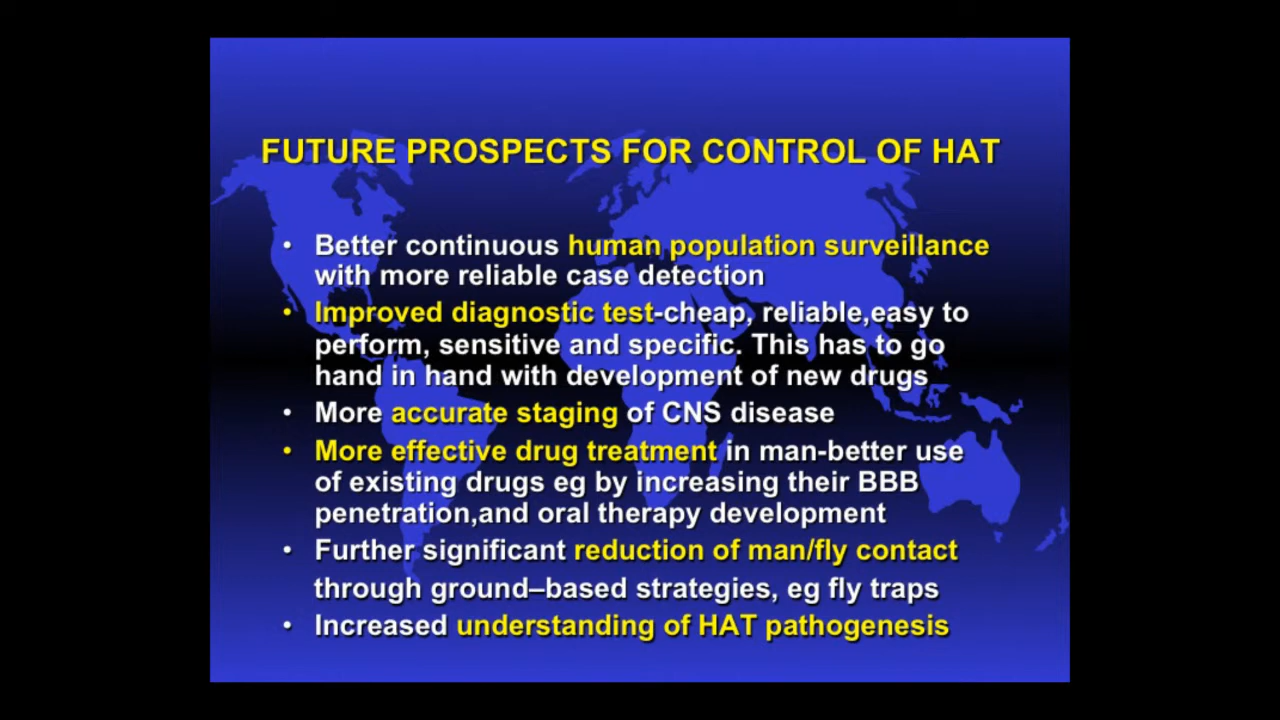 FUTURE PROSPECTS FOR CONTROL OF HAT
• Better continuous human population surveillance
with more reliable case detection
• Improved diagnostic test-cheap, reliable,easy to
perform, sensitive and specific. This has to go
hand in hand with development of new drugs
• More accurate staging of CNS disease
• More effective drug treatment in man-better use
of existing drugs eg by increasing their BBB
penetration,and oral therapy development
• Further significant reduction of man/fly contact
through ground–based strategies, eg fly traps
• Increased understanding of HAT pathogenesis